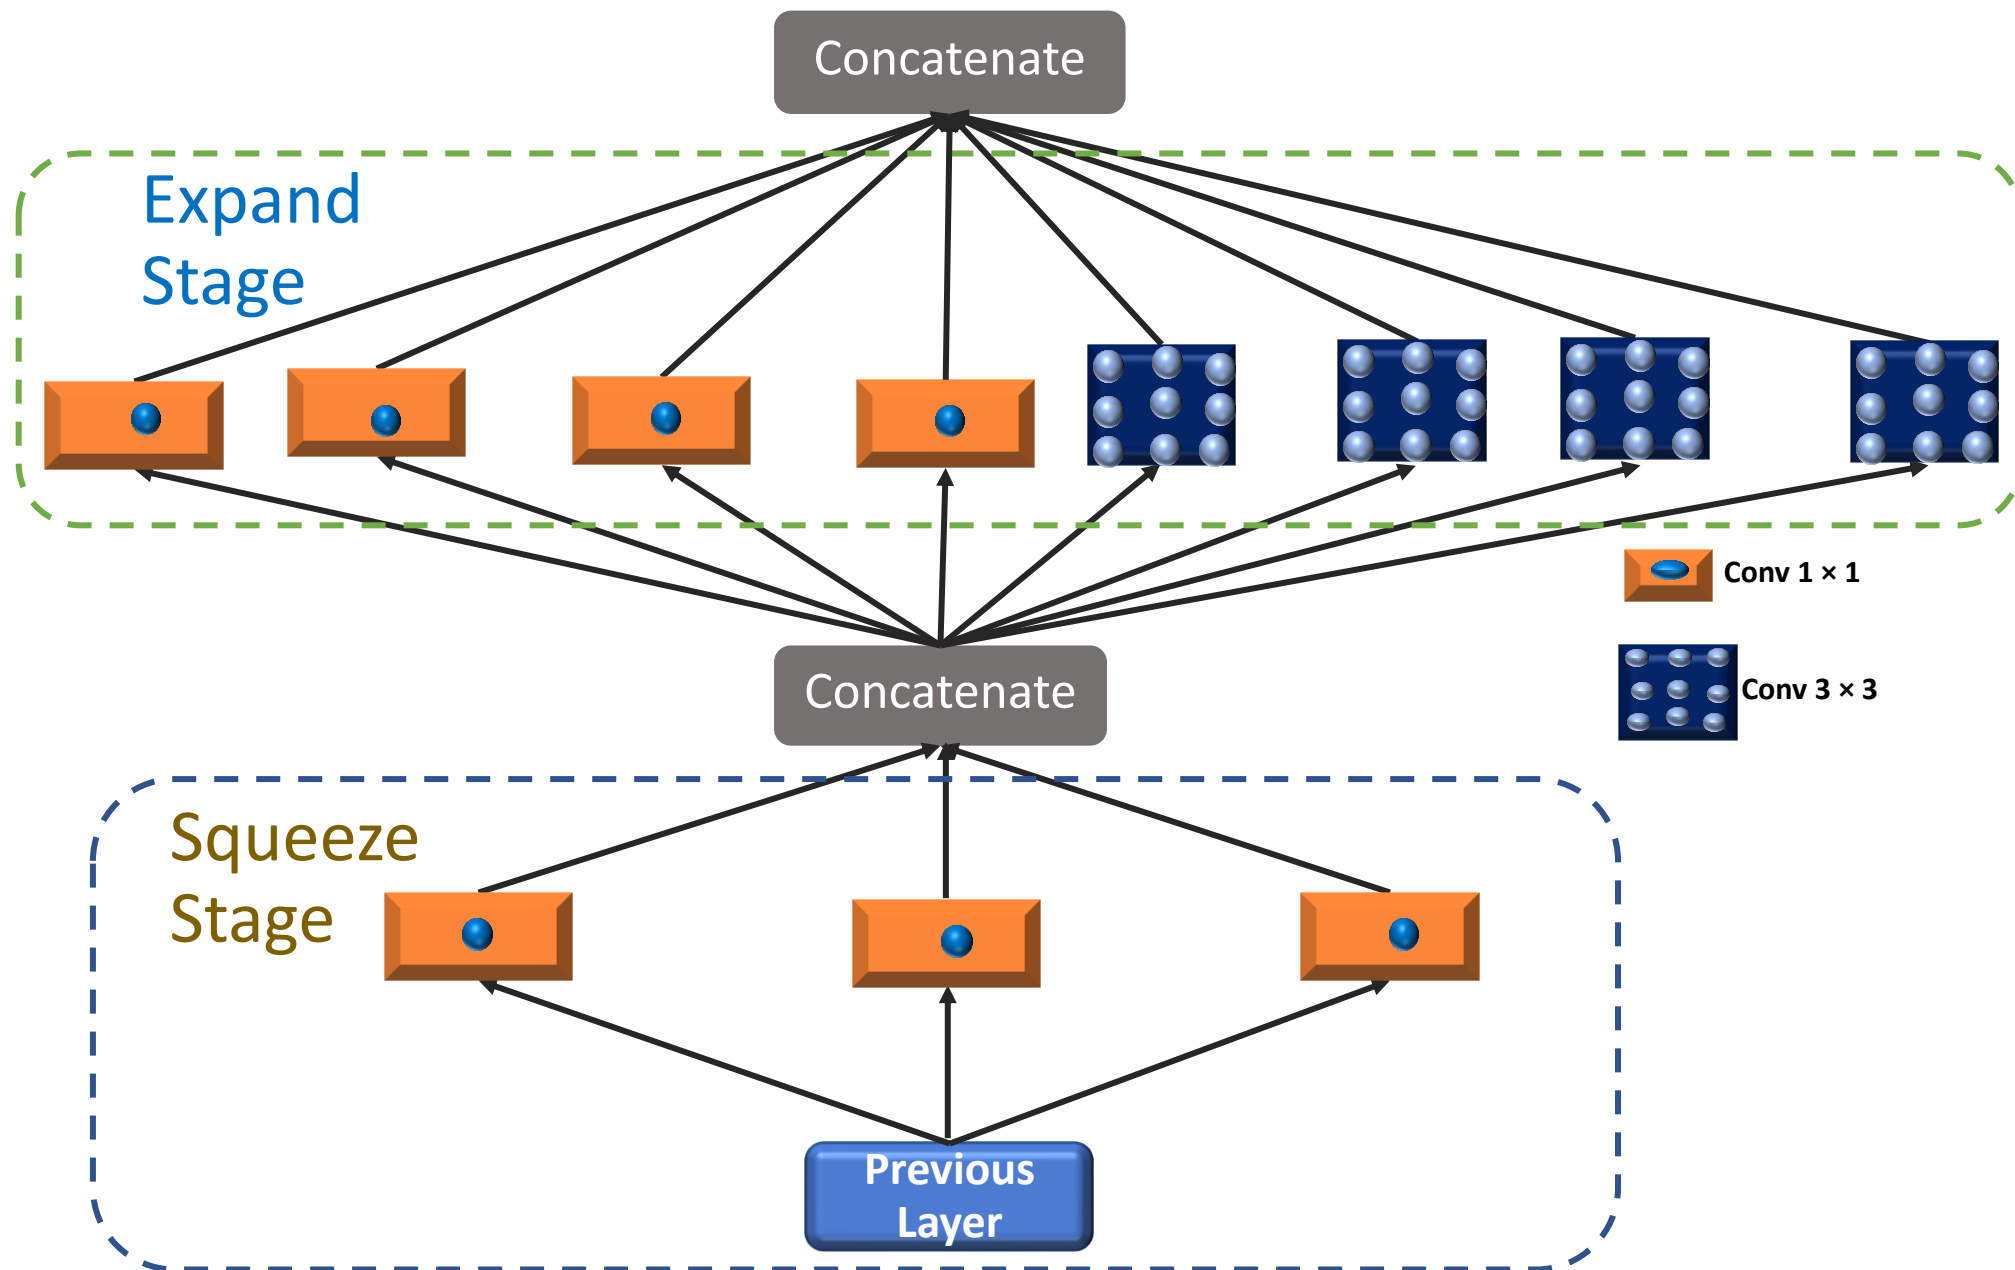 Concatenate
Expand
Stage
Conv 1 × 1
Concatenate
Conv 3 × 3
Squeeze
Stage
Previous
Layer